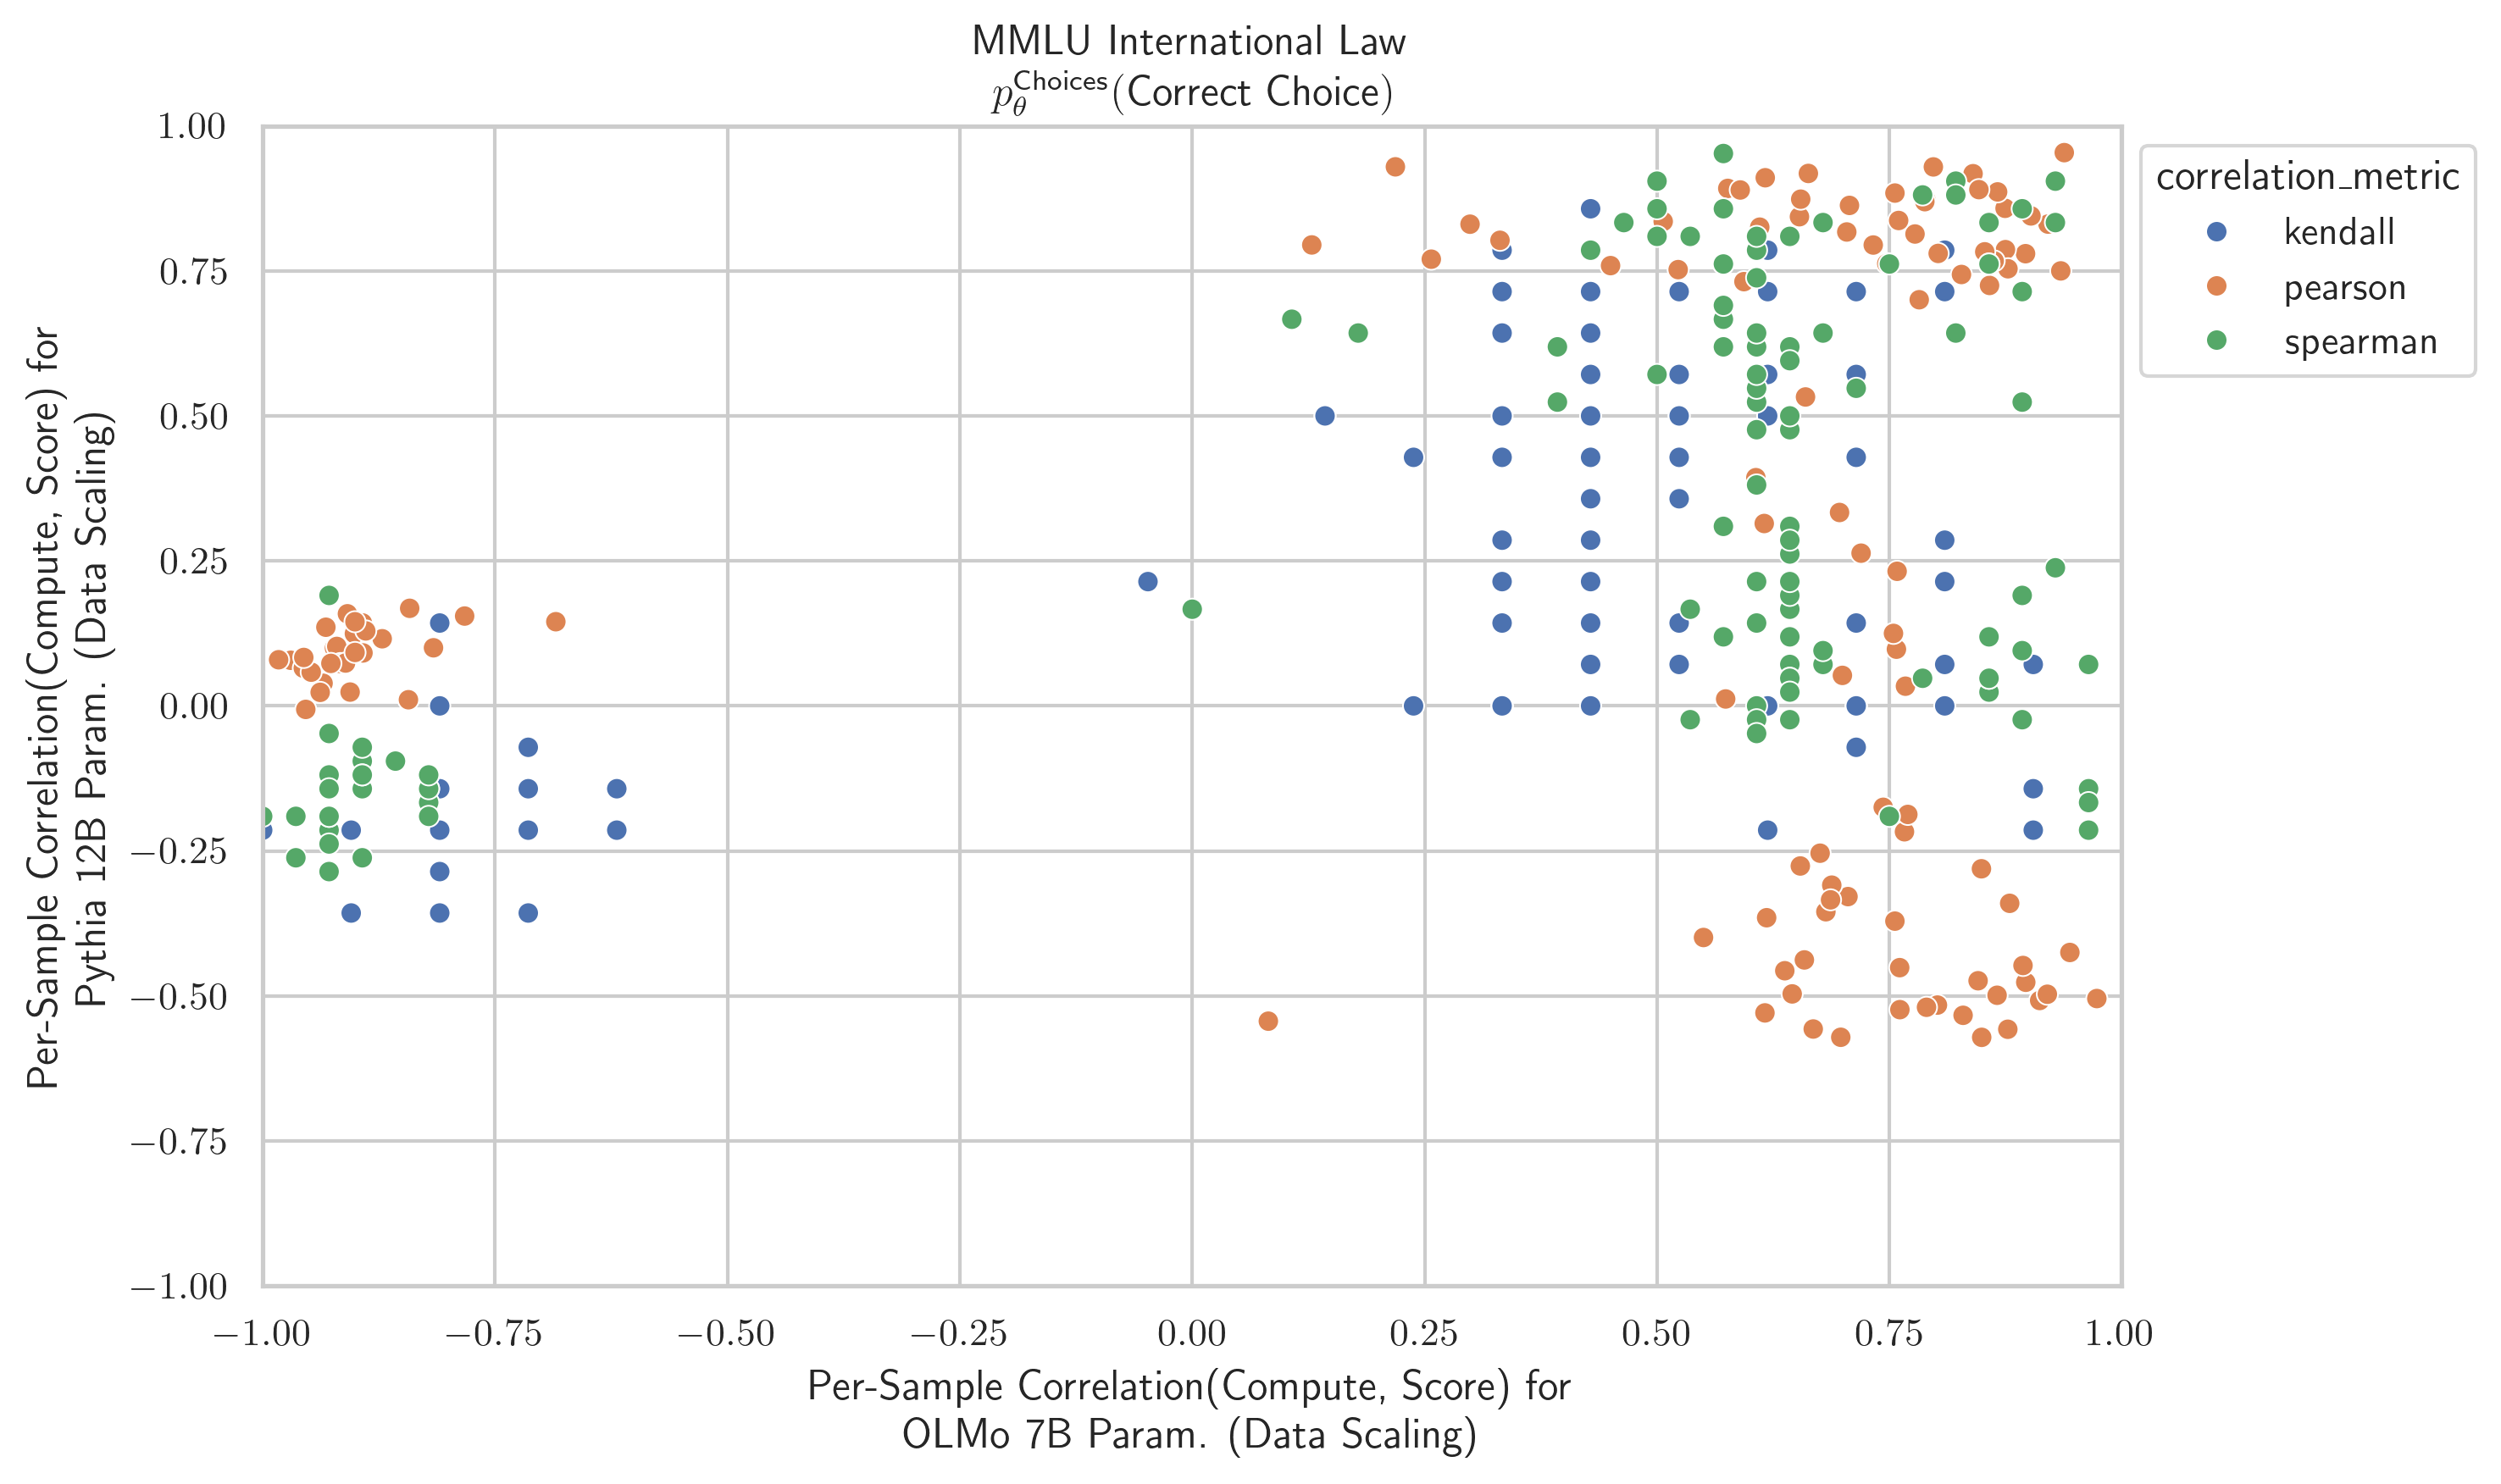 MMLU International Law
p_θ^Choices(Correct Choice)
1.00
0.75
0.50
0.25
0.00
−0.25
−0.50
−0.75
−1.00
Per-Sample Correlation(Compute, Score) for
Pythia 12B Param. (Data Scaling)
correlation_metric
kendall
pearson
spearman
−1.00 −0.75 −0.50 −0.25 0.00 0.25 0.50 0.75 1.00
Per-Sample Correlation(Compute, Score) for
OLMo 7B Param. (Data Scaling)